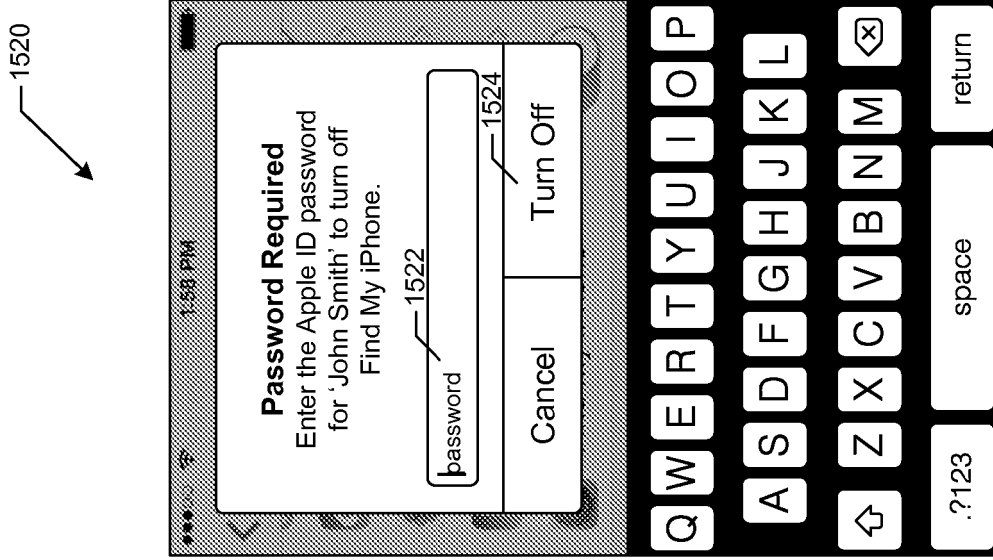 1520
1:58 PM
Password Required
Enter the Apple ID password
for ‘John Smith’ to turn off
Find My iPhone.
1522
password
1524
Cancel
Turn Off
Q W E R T Y U I O P
A S D F G H J K L
Z X C V B N M
.?123
space
return